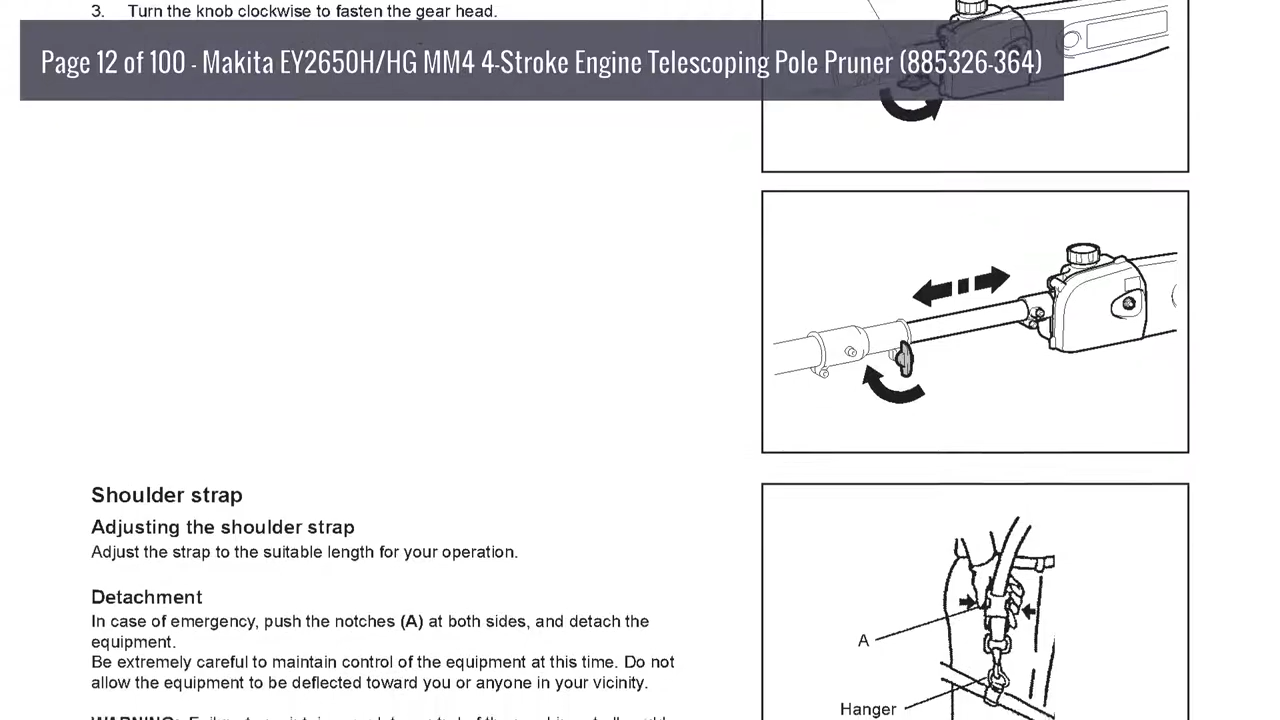 3. Turn the knob clockwise to fasten the gear head.
Page 12 of 100 - Makita EY2650H/HG MM4 4-Stroke Engine Telescoping Pole Pruner (885326-364)
Shoulder strap
Adjusting the shoulder strap
Adjust the strap to the suitable length for your operation.
Detachment
In case of emergency, push the notches (A) at both sides, and detach the
equipment.
Be extremely careful to maintain control of the equipment at this time. Do not
allow the equipment to be deflected toward you or anyone in your vicinity.
A
Hanger